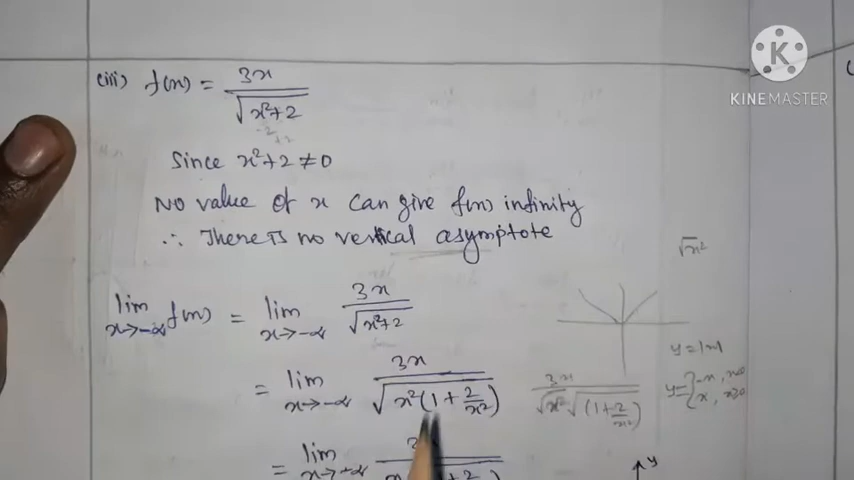 (iii) f(x) = 3x / √(x²+2)
Since x²+2 ≠ 0
No value of x can give f(x) infinity
∴ There is no vertical asymptote
lim x→-∞ f(x) = lim x→-∞ 3x / √(x²+2)
= lim x→-∞ 3x / √(x²(1+2/x²))
= lim x→-∞
√x²
y=|x|
y={-x, x<0
x, x≥0
3x / √x² √(1+2/x²)
y
K
KINEMASTER